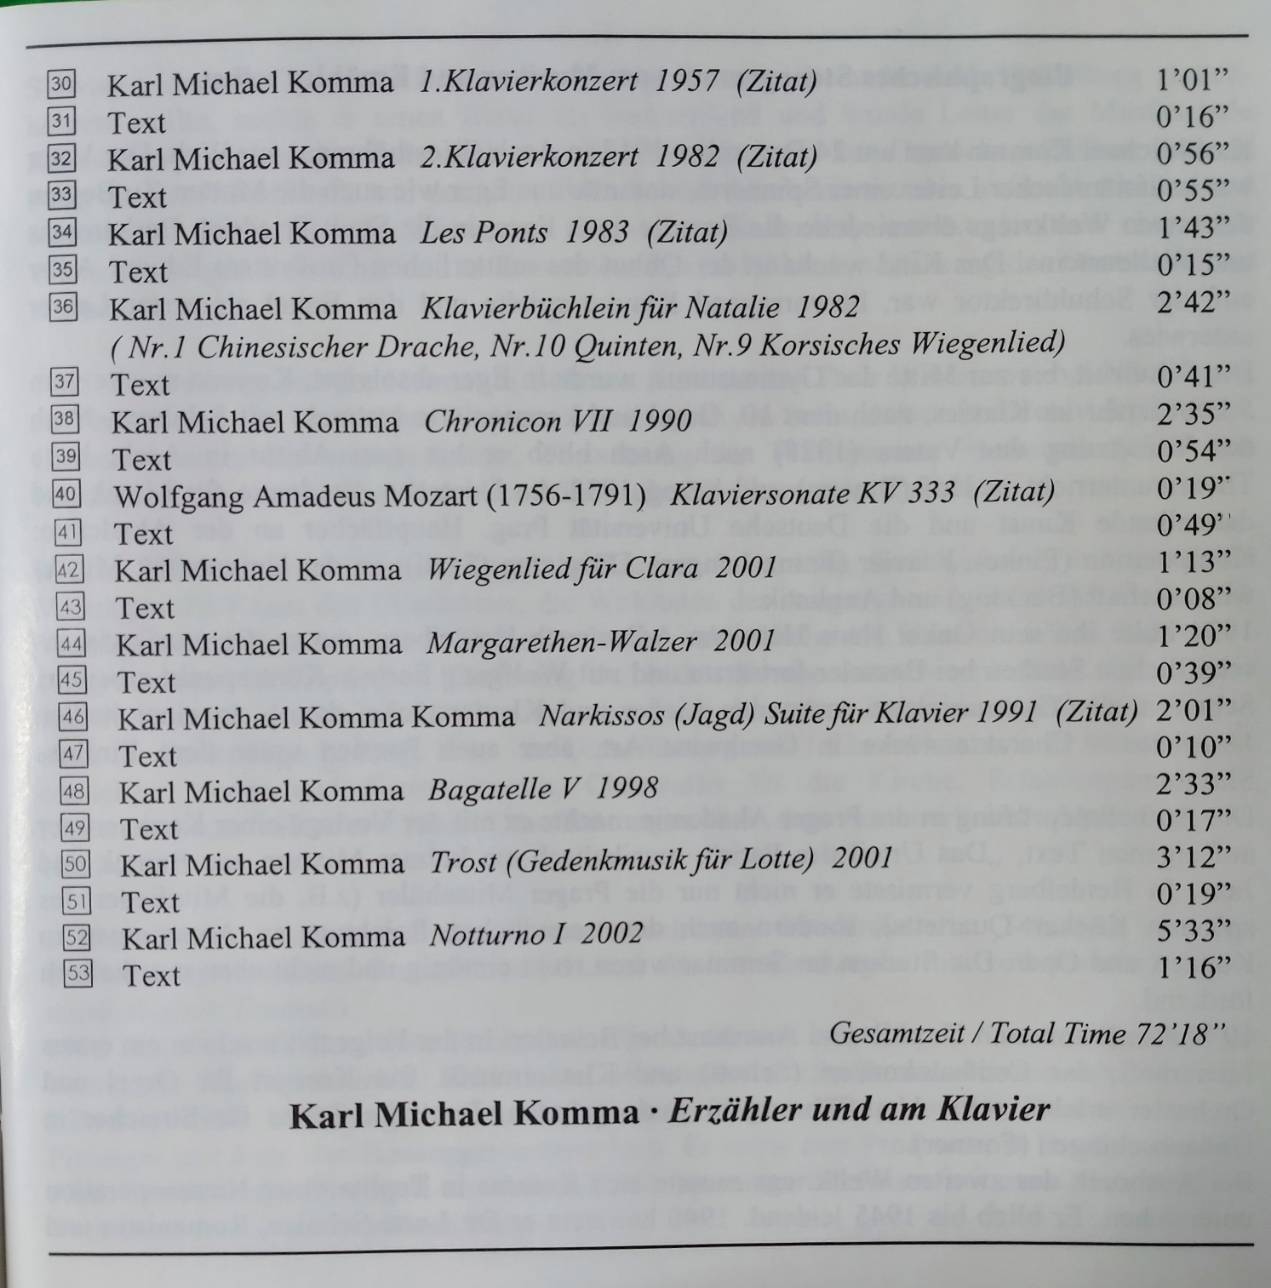 30 Karl Michael Komma 1.Klavierkonzert 1957 (Zitat) 1’01”
31 Text 0’16”
32 Karl Michael Komma 2.Klavierkonzert 1982 (Zitat) 0’56”
33 Text 0’55”
34 Karl Michael Komma Les Ponts 1983 (Zitat) 1’43”
35 Text 0’15”
36 Karl Michael Komma Klavierbüchlein für Natalie 1982 2’42”
( Nr.1 Chinesischer Drache, Nr.10 Quinten, Nr.9 Korsisches Wiegenlied)
37 Text 0’41”
38 Karl Michael Komma Chronicon VII 1990 2’35”
39 Text 0’54”
40 Wolfgang Amadeus Mozart (1756-1791) Klaviersonate KV 333 (Zitat) 0’19”
41 Text 0’49”
42 Karl Michael Komma Wiegenlied für Clara 2001 1’13”
43 Text 0’08”
44 Karl Michael Komma Margarethen-Walzer 2001 1’20”
45 Text 0’39”
46 Karl Michael Komma Komma Narkissos (Jagd) Suite für Klavier 1991 (Zitat) 2’01”
47 Text 0’10”
48 Karl Michael Komma Bagatelle V 1998 2’33”
49 Text 0’17”
50 Karl Michael Komma Trost (Gedenkmusik für Lotte) 2001 3’12”
51 Text 0’19”
52 Karl Michael Komma Notturno I 2002 5’33”
53 Text 1’16”
Gesamtzeit / Total Time 72’18”
Karl Michael Komma · Erzähler und am Klavier